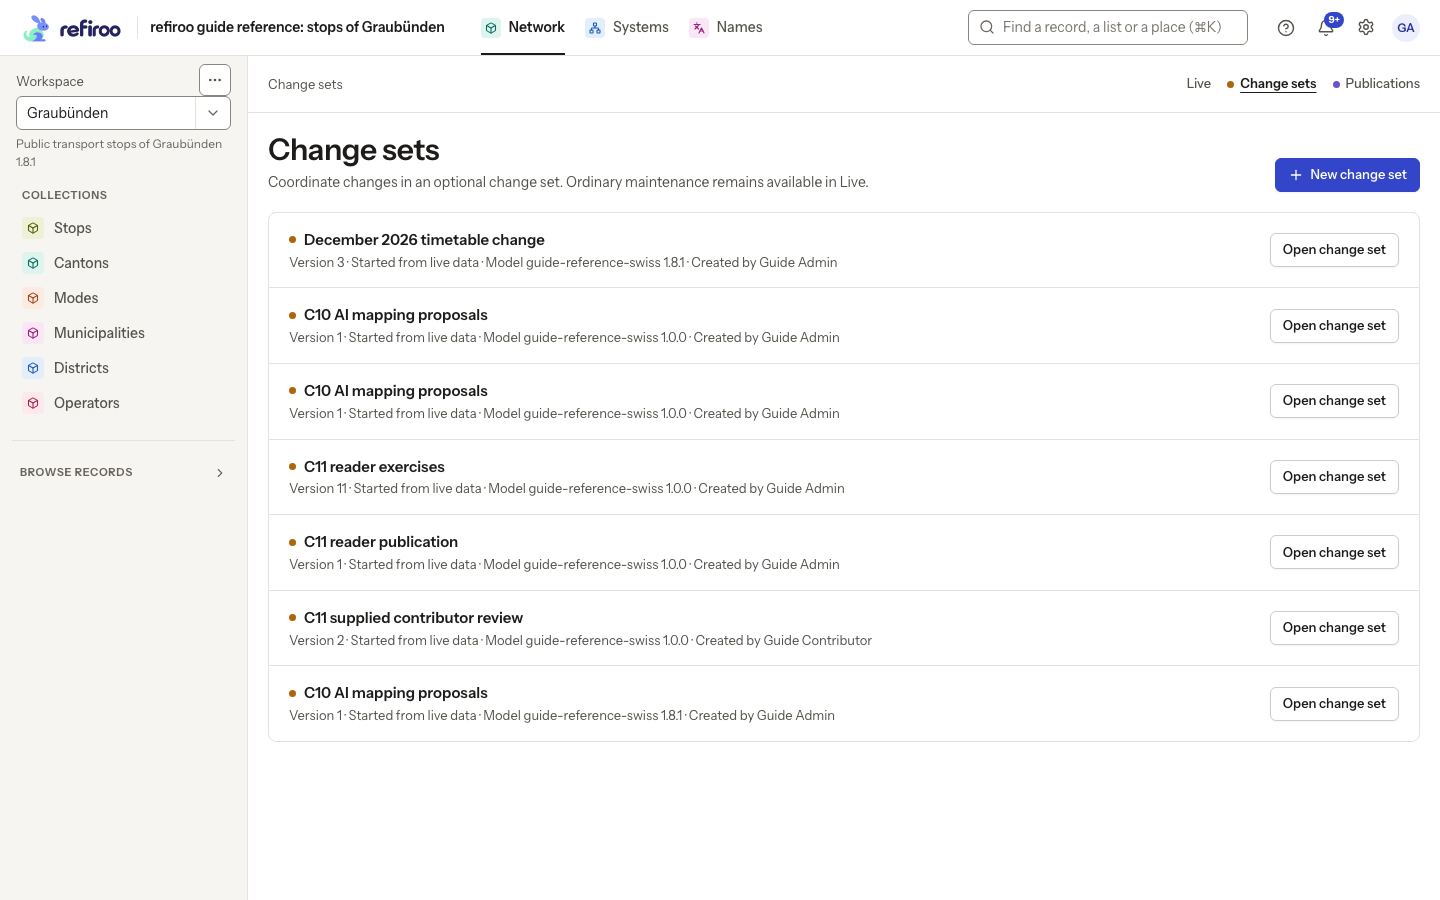 refiroo
refiroo guide reference: stops of Graubünden
Network
Systems
Names
Find a record, a list or a place (⌘K)
9+
GA
Workspace
Graubünden
Public transport stops of Graubünden
1.8.1
COLLECTIONS
Stops
Cantons
Modes
Municipalities
Districts
Operators
BROWSE RECORDS
Change sets
Live
Change sets
Publications
Change sets
Coordinate changes in an optional change set. Ordinary maintenance remains available in Live.
New change set
December 2026 timetable change
Version 3 · Started from live data · Model guide-reference-swiss 1.8.1 · Created by Guide Admin
Open change set
C10 AI mapping proposals
Version 1 · Started from live data · Model guide-reference-swiss 1.0.0 · Created by Guide Admin
Open change set
C10 AI mapping proposals
Version 1 · Started from live data · Model guide-reference-swiss 1.0.0 · Created by Guide Admin
Open change set
C11 reader exercises
Version 11 · Started from live data · Model guide-reference-swiss 1.0.0 · Created by Guide Admin
Open change set
C11 reader publication
Version 1 · Started from live data · Model guide-reference-swiss 1.0.0 · Created by Guide Admin
Open change set
C11 supplied contributor review
Version 2 · Started from live data · Model guide-reference-swiss 1.0.0 · Created by Guide Contributor
Open change set
C10 AI mapping proposals
Version 1 · Started from live data · Model guide-reference-swiss 1.8.1 · Created by Guide Admin
Open change set